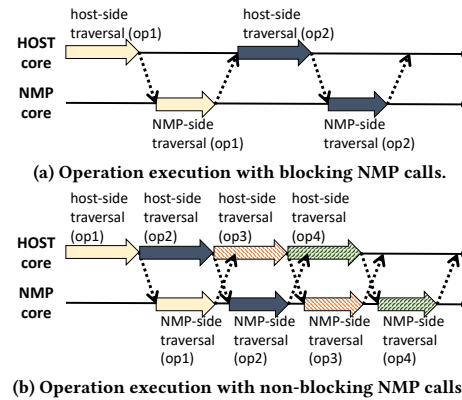 host-side
traversal (op1)
host-side
traversal (op2)
HOST
core
NMP
core
NMP-side
traversal (op1)
NMP-side
traversal (op2)
(a) Operation execution with blocking NMP calls.
host-side
traversal
(op1)
host-side
traversal
(op2)
host-side
traversal
(op3)
host-side
traversal
(op4)
HOST
core
NMP
core
NMP-side
traversal
(op1)
NMP-side
traversal
(op2)
NMP-side
traversal
(op3)
NMP-side
traversal
(op4)
(b) Operation execution with non-blocking NMP calls